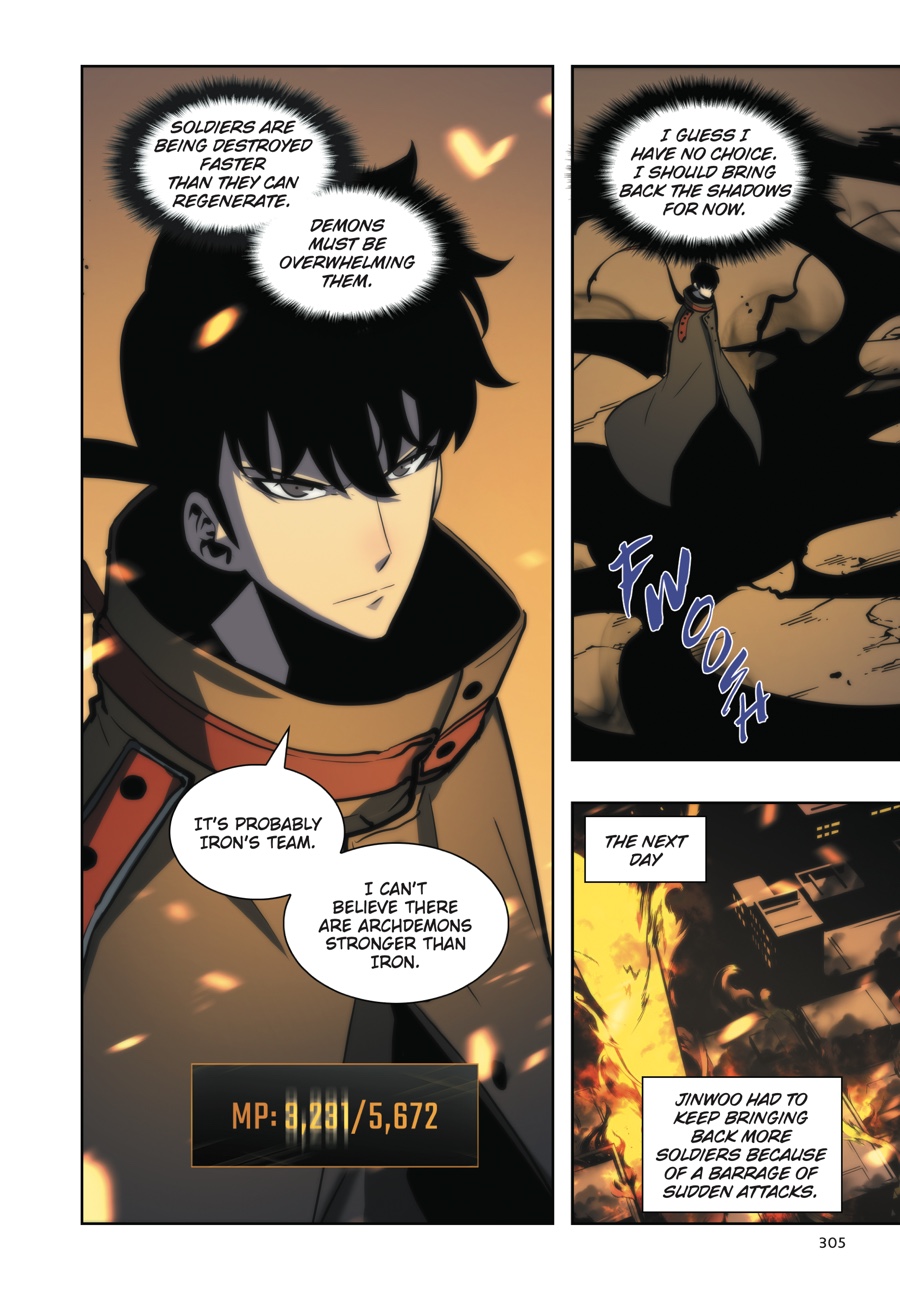 SOLDIERS ARE
BEING DESTROYED
FASTER
THAN THEY CAN
REGENERATE.
DEMONS
MUST BE
OVERWHELMING
THEM.
IT'S PROBABLY
IRON'S TEAM.
I CAN'T
BELIEVE THERE
ARE ARCHDEMONS
STRONGER THAN
IRON.
MP: 3,231/5,672
I GUESS I
HAVE NO CHOICE.
I SHOULD BRING
BACK THE SHADOWS
FOR NOW.
FWOOSH
THE NEXT
DAY
JINWOO HAD TO
KEEP BRINGING
BACK MORE
SOLDIERS BECAUSE
OF A BARRAGE OF
SUDDEN ATTACKS.
305